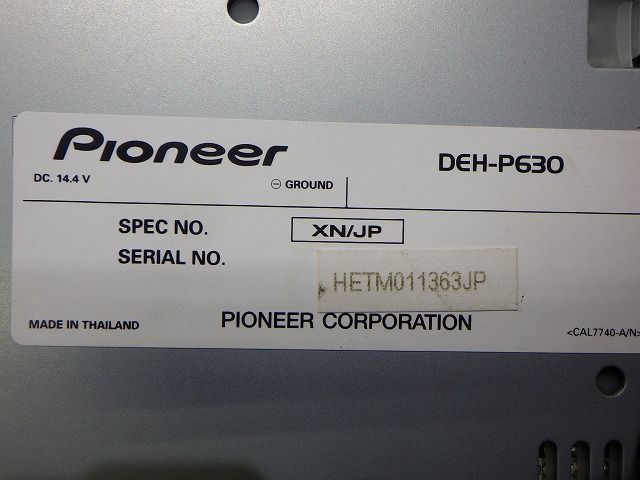 Pioneer DEH-P630
DC. 14.4 V
⊖ GROUND
SPEC NO. XN/JP
SERIAL NO. HETM011363JP
MADE IN THAILAND PIONEER CORPORATION <CAL7740-A/N>